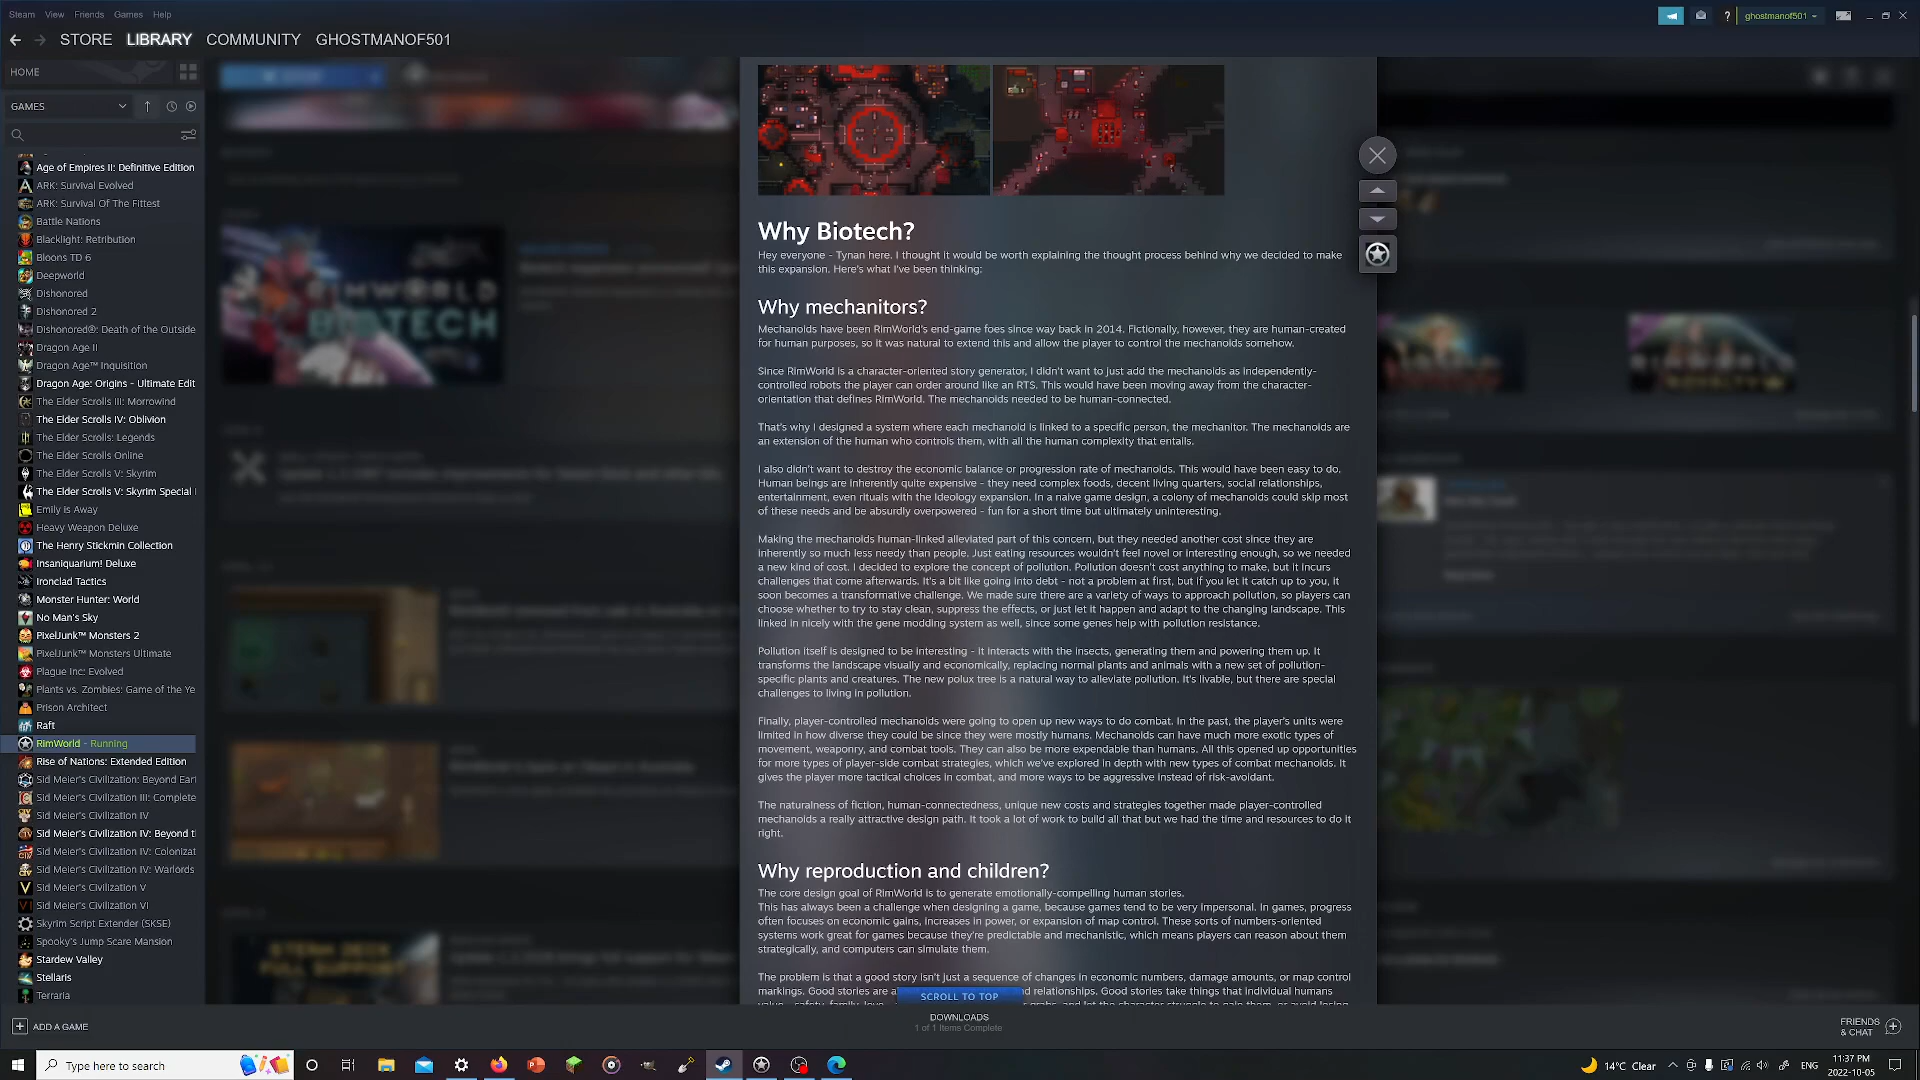 Steam View Friends Games Help
? ghostmanof501
STORE LIBRARY COMMUNITY GHOSTMANOF501
HOME
GAMES
Age of Empires II: Definitive Edition
ARK: Survival Evolved
ARK: Survival Of The Fittest
Battle Nations
Blacklight: Retribution
Bloons TD 6
Deepworld
Dishonored
Dishonored 2
Dishonored®: Death of the Outside
Dragon Age II
Dragon Age™ Inquisition
Dragon Age: Origins - Ultimate Edit
The Elder Scrolls III: Morrowind
The Elder Scrolls IV: Oblivion
The Elder Scrolls: Legends
The Elder Scrolls Online
The Elder Scrolls V: Skyrim
The Elder Scrolls V: Skyrim Special
Emily is Away
Heavy Weapon Deluxe
The Henry Stickmin Collection
Insaniquarium! Deluxe
Ironclad Tactics
Monster Hunter: World
No Man's Sky
PixelJunk™ Monsters 2
PixelJunk™ Monsters Ultimate
Plague Inc: Evolved
Plants vs. Zombies: Game of the Ye
Prison Architect
Raft
RimWorld - Running
Rise of Nations: Extended Edition
Sid Meier's Civilization: Beyond Eart
Sid Meier's Civilization III: Complete
Sid Meier's Civilization IV
Sid Meier's Civilization IV: Beyond t
Sid Meier's Civilization IV: Colonizat
Sid Meier's Civilization IV: Warlords
Sid Meier's Civilization V
Sid Meier's Civilization VI
Skyrim Script Extender (SKSE)
Spooky's Jump Scare Mansion
Stardew Valley
Stellaris
Terraria
ADD A GAME
RIMWORLD
BIOTECH
STEAM DECK
FULL SUPPORT
Why Biotech?
Hey everyone - Tynan here. I thought it would be worth explaining the thought process behind why we decided to make
this expansion. Here's what I've been thinking:
Why mechanitors?
Mechanoids have been RimWorld's end-game foes since way back in 2014. Fictionally, however, they are human-created
for human purposes, so it was natural to extend this and allow the player to control the mechanoids somehow.
Since RimWorld is a character-oriented story generator, I didn't want to just add the mechanoids as independently-
controlled robots the player can order around like an RTS. This would have been moving away from the character-
orientation that defines RimWorld. The mechanoids needed to be human-connected.
That's why I designed a system where each mechanoid is linked to a specific person, the mechanitor. The mechanoids are
an extension of the human who controls them, with all the human complexity that entails.
I also didn't want to destroy the economic balance or progression rate of mechanoids. This would have been easy to do.
Human beings are inherently quite expensive - they need complex foods, decent living quarters, social relationships,
entertainment, even rituals with the Ideology expansion. In a naive game design, a colony of mechanoids could skip most
of these needs and be absurdly overpowered - fun for a short time but ultimately uninteresting.
Making the mechanoids human-linked alleviated part of this concern, but they needed another cost since they are
inherently so much less needy than people. Just eating resources wouldn't feel novel or interesting enough, so we needed
a new kind of cost. I decided to explore the concept of pollution. Pollution doesn't cost anything to make, but it incurs
challenges that come afterwards. It's a bit like going into debt - not a problem at first, but if you let it catch up to you, it
soon becomes a transformative challenge. We made sure there are a variety of ways to approach pollution, so players can
choose whether to try to stay clean, suppress the effects, or just let it happen and adapt to the changing landscape. This
linked in nicely with the gene modding system as well, since some genes help with pollution resistance.
Pollution itself is designed to be interesting - it interacts with the insects, generating them and powering them up. It
transforms the landscape visually and economically, replacing normal plants and animals with a new set of pollution-
specific plants and creatures. The new polux tree is a natural way to alleviate pollution. It's livable, but there are special
challenges to living in pollution.
Finally, player-controlled mechanoids were going to open up new ways to do combat. In the past, the player's units were
limited in how diverse they could be since they were mostly humans. Mechanoids can have much more exotic types of
movement, weaponry, and combat tools. They can also be more expendable than humans. All this opened up opportunities
for more types of player-side combat strategies, which we've explored in depth with new types of combat mechanoids. It
gives the player more tactical choices in combat, and more ways to be aggressive instead of risk-avoidant.
The naturalness of fiction, human-connectedness, unique new costs and strategies together made player-controlled
mechanoids a really attractive design path. It took a lot of work to build all that but we had the time and resources to do it
right.
Why reproduction and children?
The core design goal of RimWorld is to generate emotionally-compelling human stories.
This has always been a challenge when designing a game, because games tend to be very impersonal. In games, progress
often focuses on economic gains, increases in power, or expansion of map control. These sorts of numbers-oriented
systems work great for games because they're predictable and mechanistic, which means players can reason about them
strategically, and computers can simulate them.
The problem is that a good story isn't just a sequence of changes in economic numbers, damage amounts, or map control
markings. Good stories are a d relationships. Good stories take things that individual humans
SCROLL TO TOP
DOWNLOADS
1 of 1 Items Complete
FRIENDS
& CHAT
Type here to search
14°C Clear
ENG
11:37 PM
2022-10-05